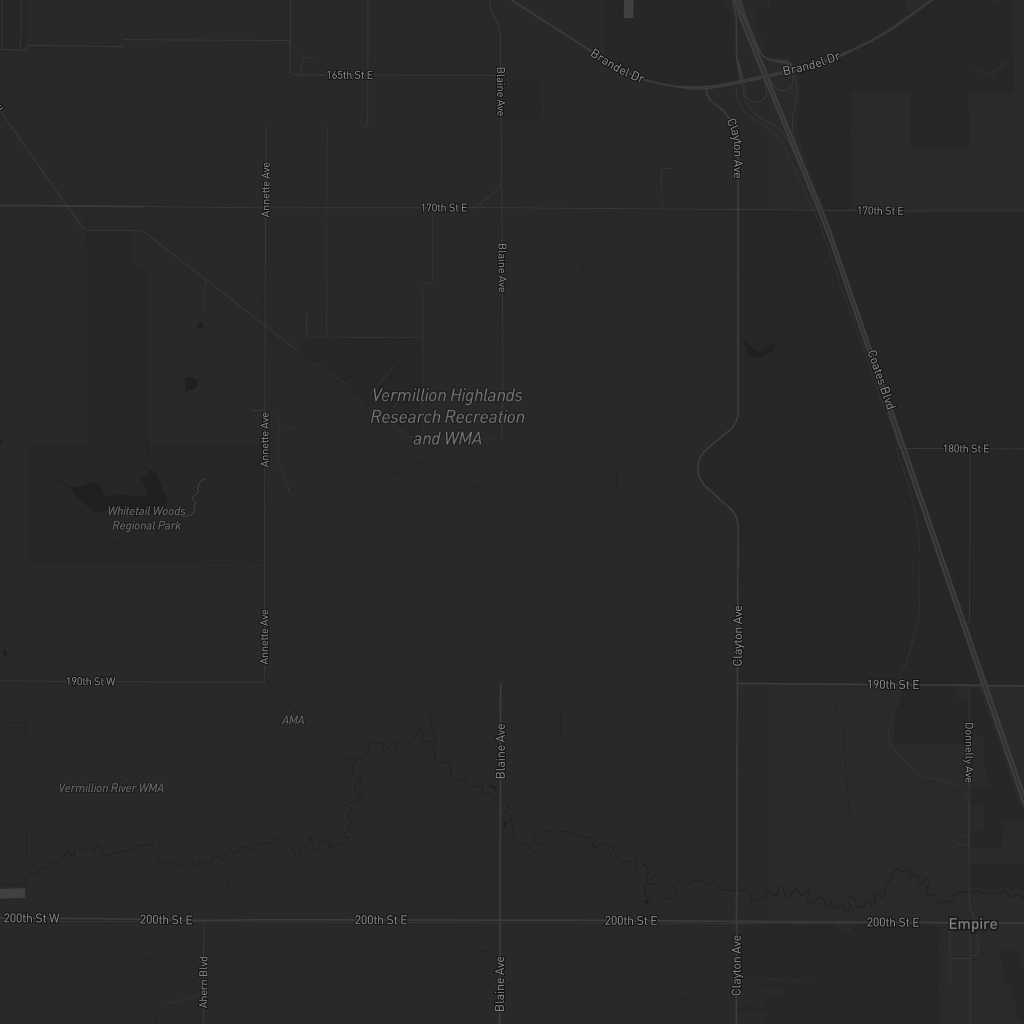 Brandel Dr
Brandel Dr
165th St E
Blaine Ave
Clayton Ave
Annette Ave
170th St E
170th St E
Blaine Ave
Coates Blvd
Vermillion Highlands
Research Recreation
and WMA
Annette Ave
180th St E
Whitetail Woods
Regional Park
Annette Ave
Clayton Ave
190th St W
190th St E
AMA
Blaine Ave
Donnelly Ave
Vermillion River WMA
200th St W
200th St E
200th St E
200th St E
200th St E
Empire
Ahern Blvd
Blaine Ave
Clayton Ave